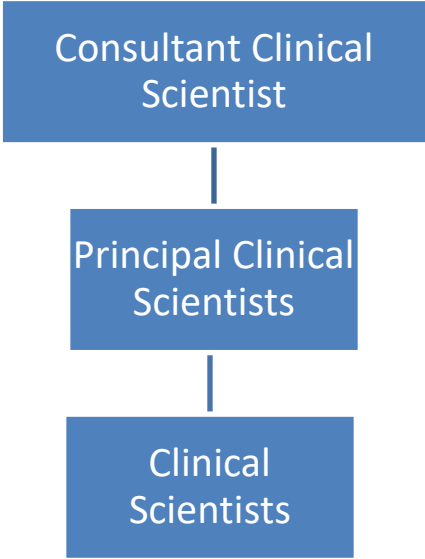 Consultant Clinical
Scientist
Principal Clinical
Scientists
Clinical
Scientists